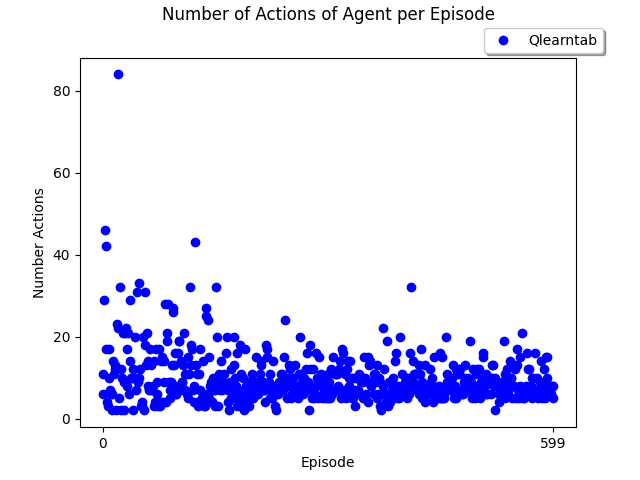 Number of Actions of Agent per Episode
Qlearntab
80
60
40
20
0
Number Actions
0 599
Episode